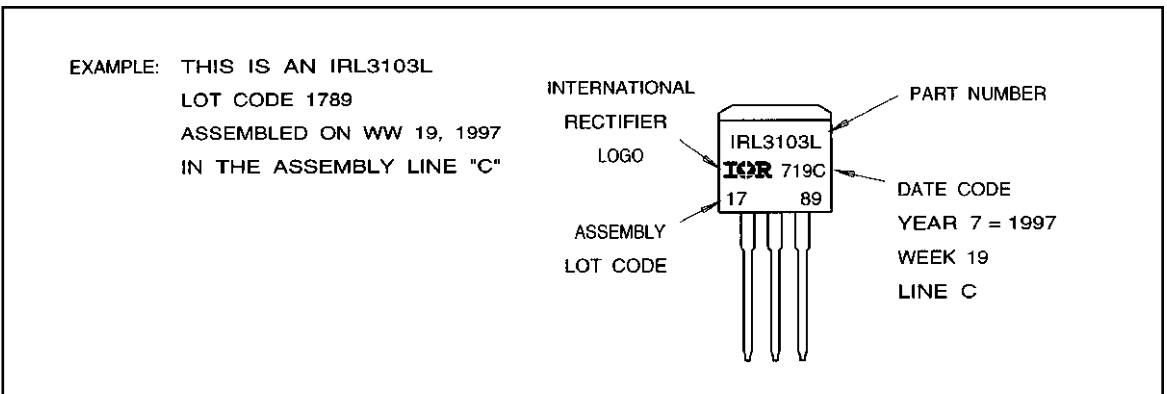 EXAMPLE: THIS IS AN IRL3103L
LOT CODE 1789
ASSEMBLED ON WW 19, 1997
IN THE ASSEMBLY LINE "C"
INTERNATIONAL
RECTIFIER
LOGO
ASSEMBLY
LOT CODE
IRL3103L
IOR 719C
17 89
PART NUMBER
DATE CODE
YEAR 7 = 1997
WEEK 19
LINE C